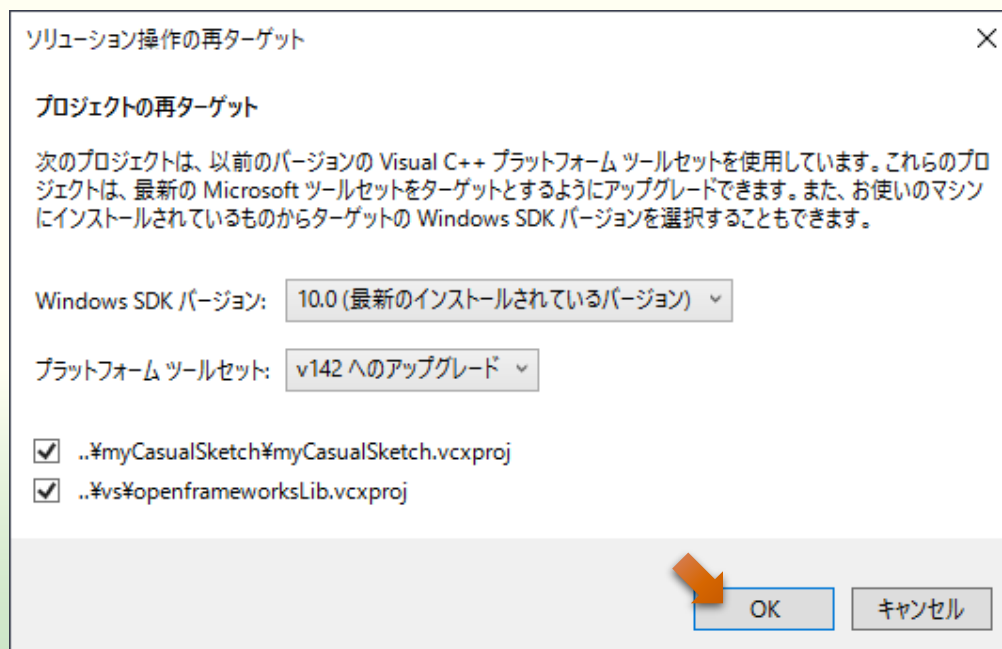 ソリューション操作の再ターゲット
プロジェクトの再ターゲット
次のプロジェクトは、以前のバージョンの Visual C++ プラットフォーム ツールセットを使用しています。これらのプロ
ジェクトは、最新の Microsoft ツールセットをターゲットとするようにアップグレードできます。また、お使いのマシン
にインストールされているものからターゲットの Windows SDK バージョンを選択することもできます。
Windows SDK バージョン: 10.0 (最新のインストールされているバージョン)
プラットフォーム ツールセット: v142 へのアップグレード
..¥myCasualSketch¥myCasualSketch.vcxproj
..¥vs¥openframeworksLib.vcxproj
OK キャンセル